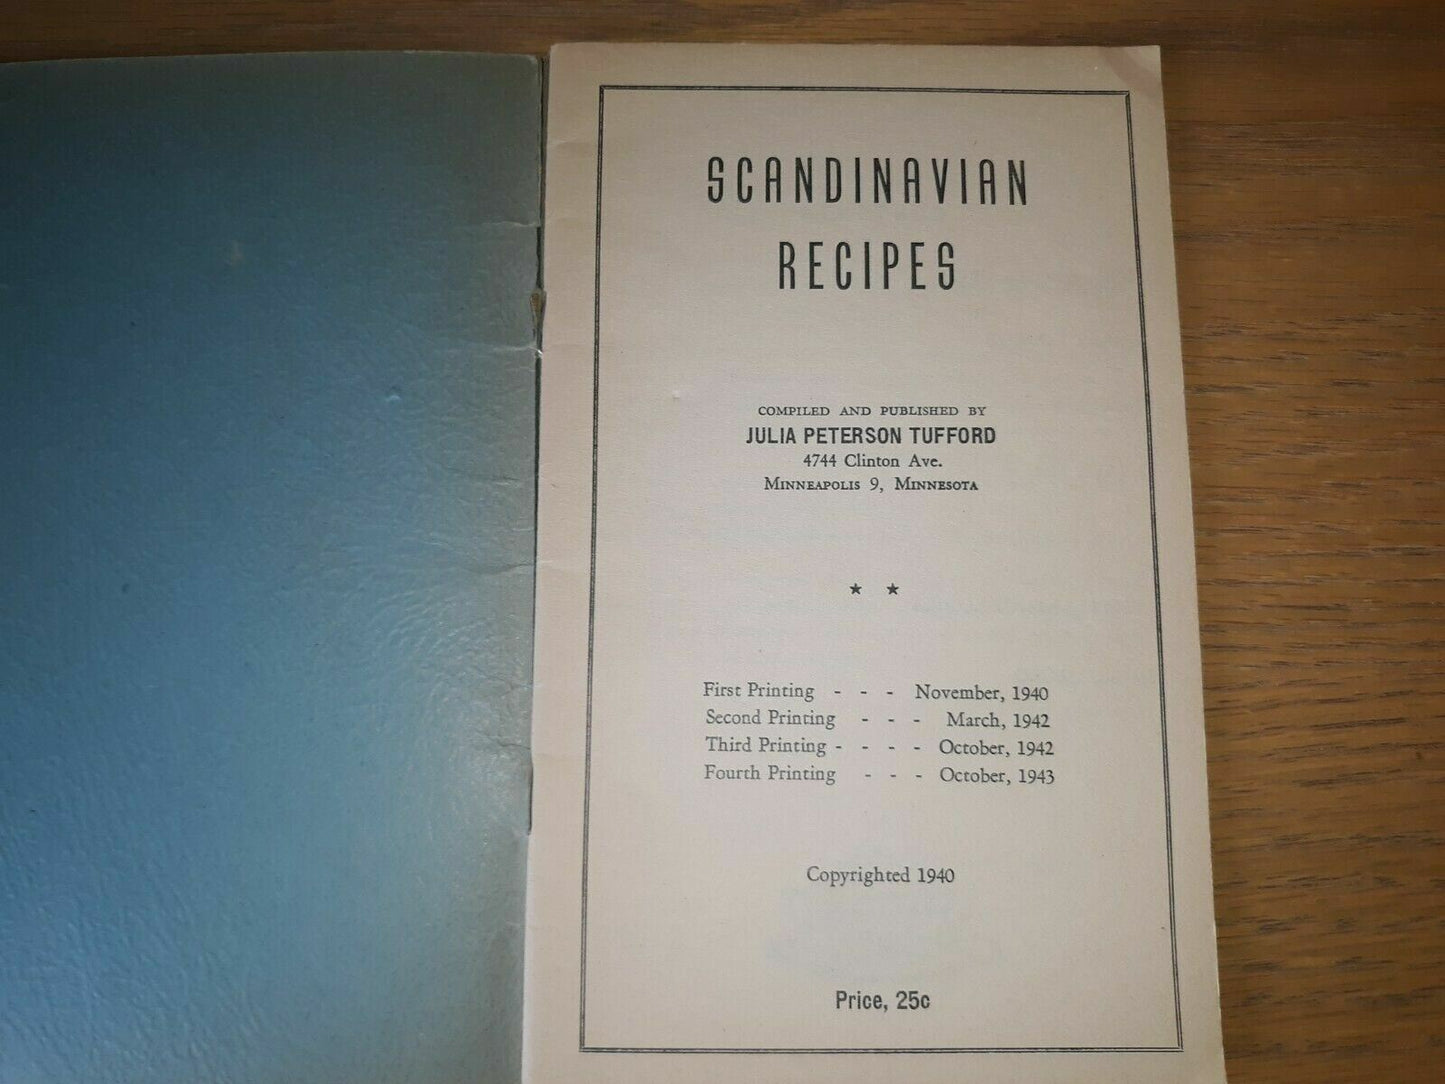 SCANDINAVIAN
RECIPES
COMPILED AND PUBLISHED BY
JULIA PETERSON TUFFORD
4744 Clinton Ave.
MINNEAPOLIS 9, MINNESOTA
★ ★
First Printing - - - November, 1940
Second Printing - - - March, 1942
Third Printing - - - - October, 1942
Fourth Printing - - - October, 1943
Copyrighted 1940
Price, 25c